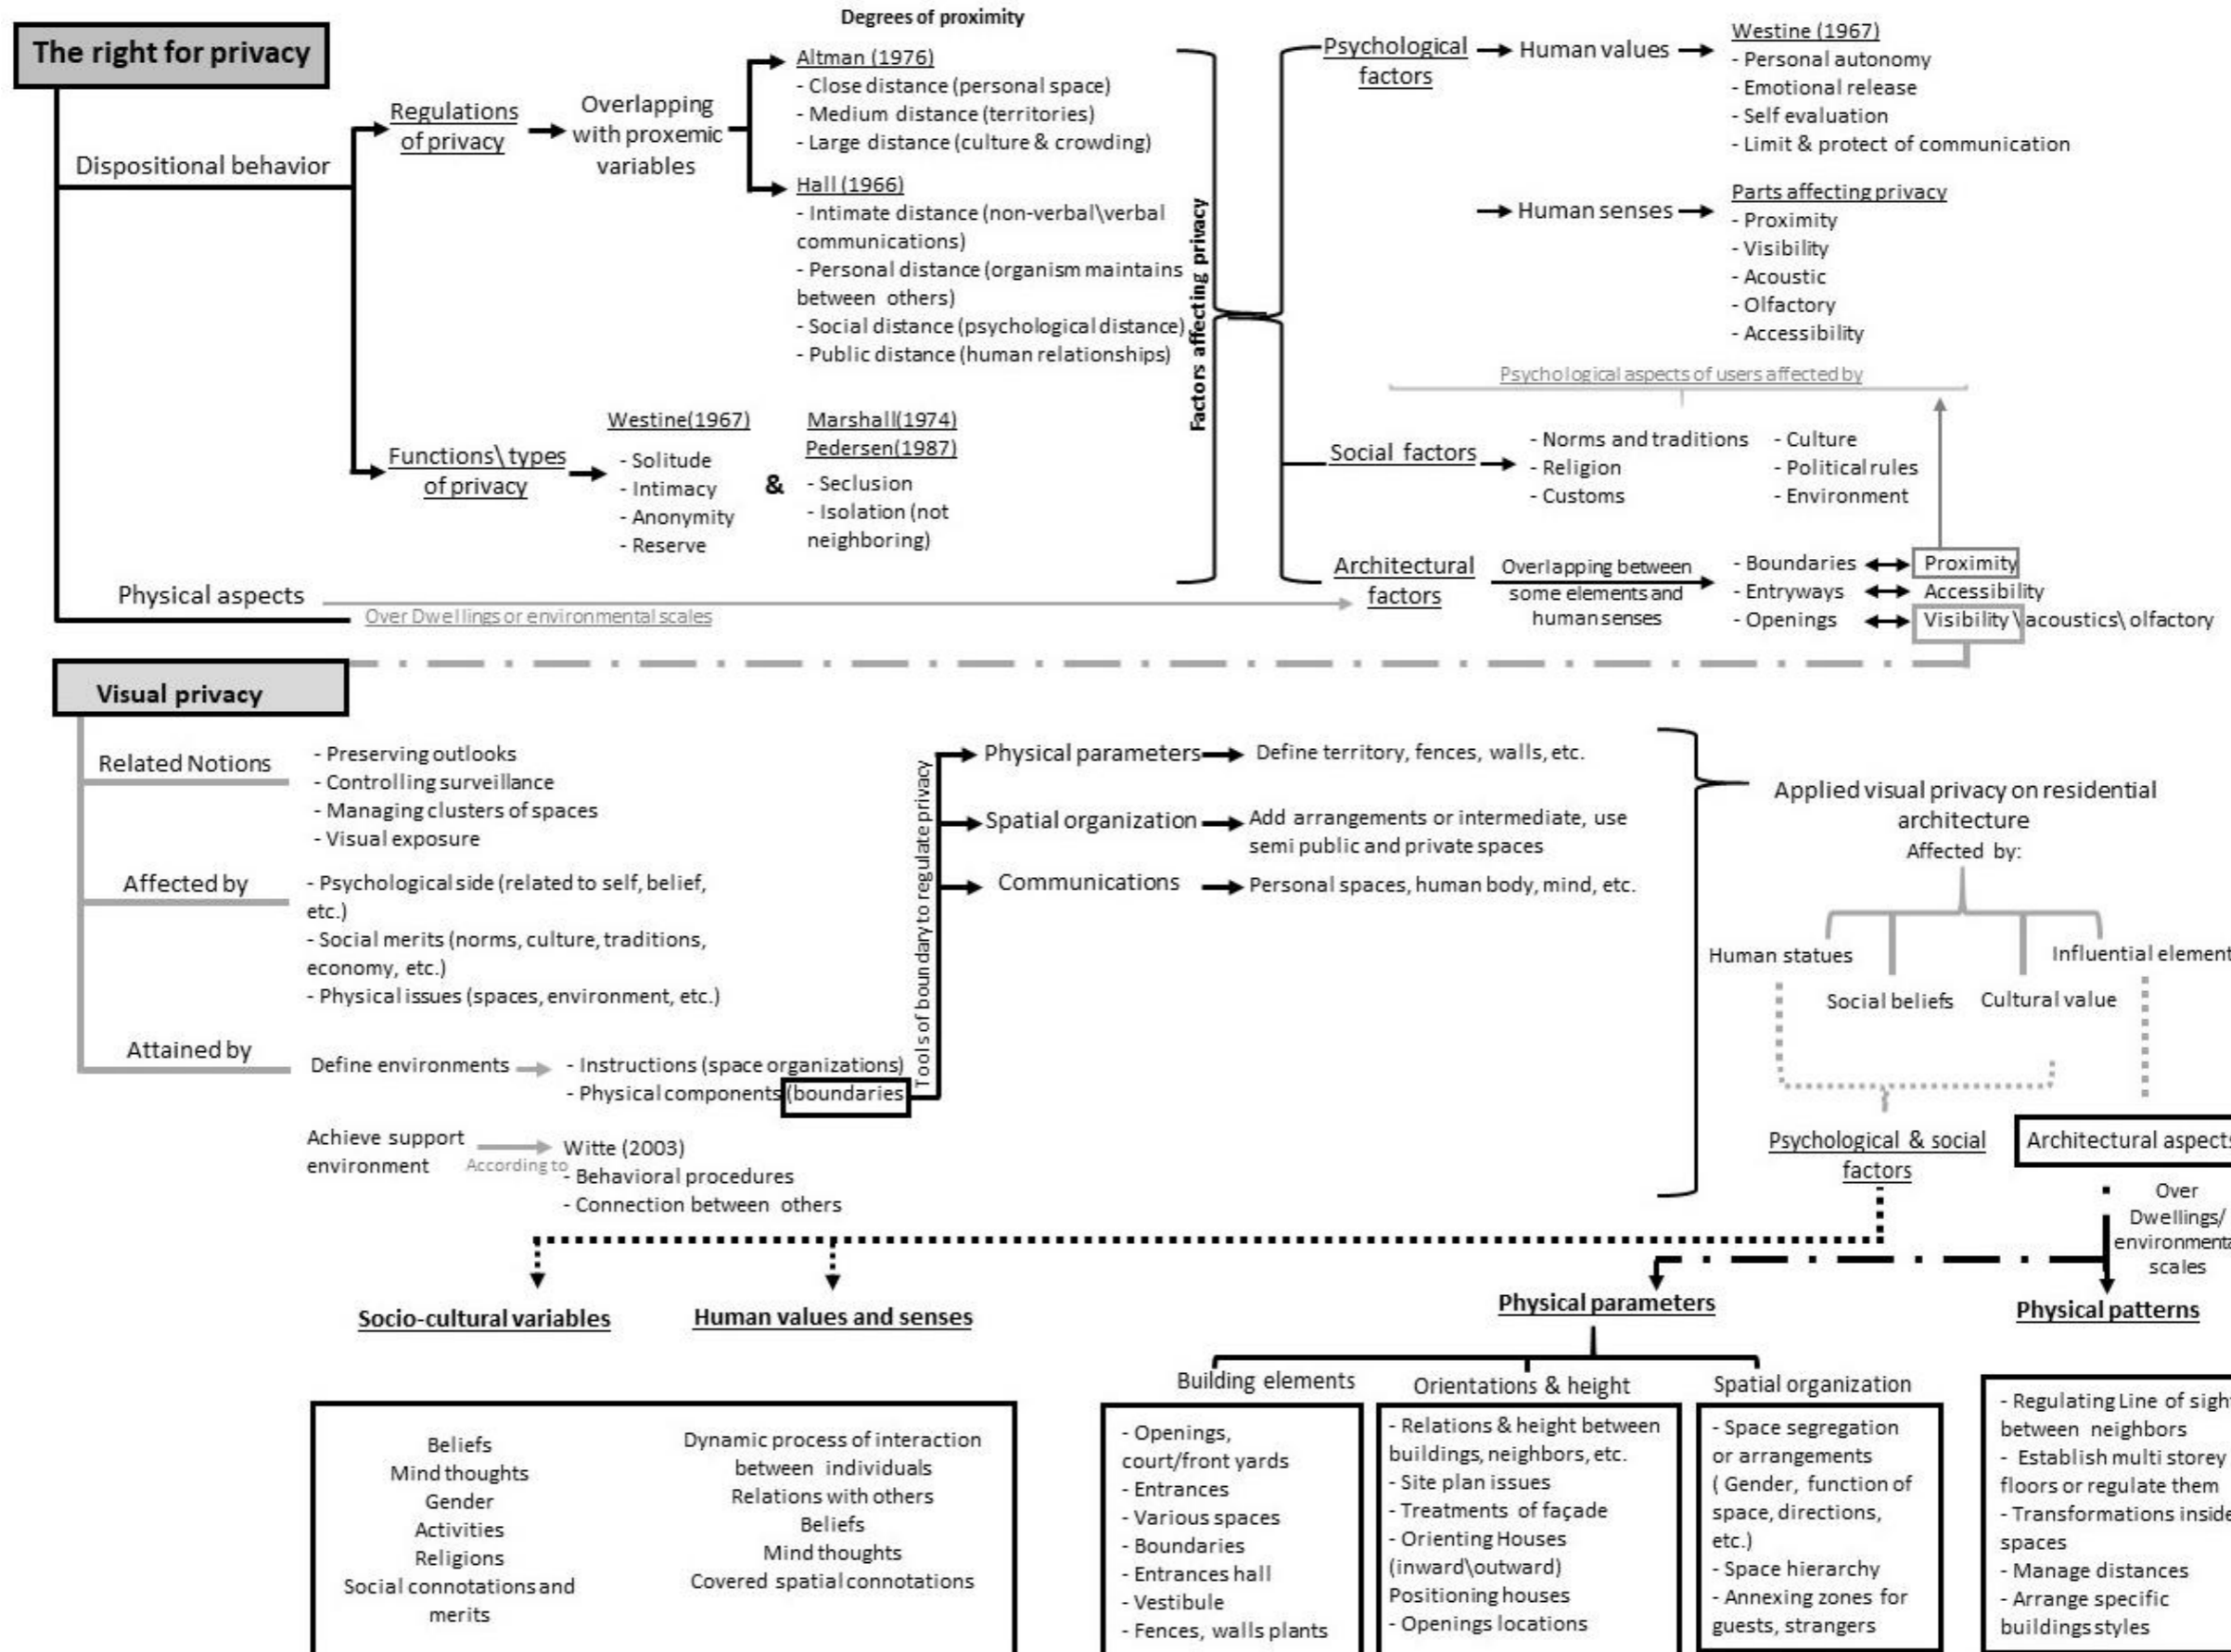 Degrees of proximity
The right for privacy
Dispositional behavior
Regulations
of privacy
Overlapping
with proxemic
variables
Altman (1976)
- Close distance (personal space)
- Medium distance (territories)
- Large distance (culture & crowding)
Hall (1966)
- Intimate distance (non-verbal\verbal
communications)
- Personal distance (organism maintains
between others)
- Social distance (psychological distance)
- Public distance (human relationships)
Functions\types
of privacy
Westine(1967)
- Solitude
- Intimacy
- Anonymity
- Reserve
&
Marshall(1974)
Pedersen(1987)
- Seclusion
- Isolation (not
neighboring)
Physical aspects
Over Dwellings or environmental scales
Factors affecting privacy
Psychological
factors
Human values
Westine (1967)
- Personal autonomy
- Emotional release
- Self evaluation
- Limit & protect of communication
Human senses
Parts affecting privacy
- Proximity
- Visibility
- Acoustic
- Olfactory
- Accessibility
Psychological aspects of users affected by
Social factors
- Norms and traditions
- Religion
- Customs
- Culture
- Political rules
- Environment
Architectural
factors
Overlapping between
some elements and
human senses
- Boundaries
- Entryways
- Openings
Proximity
Accessibility
Visibility \acoustics\ olfactory
Visual privacy
Related Notions
- Preserving outlooks
- Controlling surveillance
- Managing clusters of spaces
- Visual exposure
Affected by
- Psychological side (related to self, belief,
etc.)
- Social merits (norms, culture, traditions,
economy, etc.)
- Physical issues (spaces, environment, etc.)
Attained by
Define environments
- Instructions (space organizations)
- Physical components (boundaries
Achieve support
environment
According to
Witte (2003)
- Behavioral procedures
- Connection between others
Tools of boundary to regulate privacy
Physical parameters
Define territory, fences, walls, etc.
Spatial organization
Add arrangements or intermediate, use
semi public and private spaces
Communications
Personal spaces, human body, mind, etc.
Applied visual privacy on residential
architecture
Affected by:
Human statues
Social beliefs
Cultural value
Influential element
Psychological & social
factors
Architectural aspects
Over
Dwellings/
environmenta
scales
Socio-cultural variables
Human values and senses
Physical parameters
Physical patterns
Beliefs
Mind thoughts
Gender
Activities
Religions
Social connotations and
merits
Dynamic process of interaction
between individuals
Relations with others
Beliefs
Mind thoughts
Covered spatial connotations
Building elements
- Openings,
court/front yards
- Entrances
- Various spaces
- Boundaries
- Entrances hall
- Vestibule
- Fences, walls plants
Orientations & height
- Relations & height between
buildings, neighbors, etc.
- Site plan issues
- Treatments of façade
- Orienting Houses
(inward\outward)
Positioning houses
- Openings locations
Spatial organization
- Space segregation
or arrangements
( Gender, function of
space, directions,
etc.)
- Space hierarchy
- Annexing zones for
guests, strangers
- Regulating Line of sight
between neighbors
- Establish multi storey
floors or regulate them
- Transformations inside
spaces
- Manage distances
- Arrange specific
buildings styles